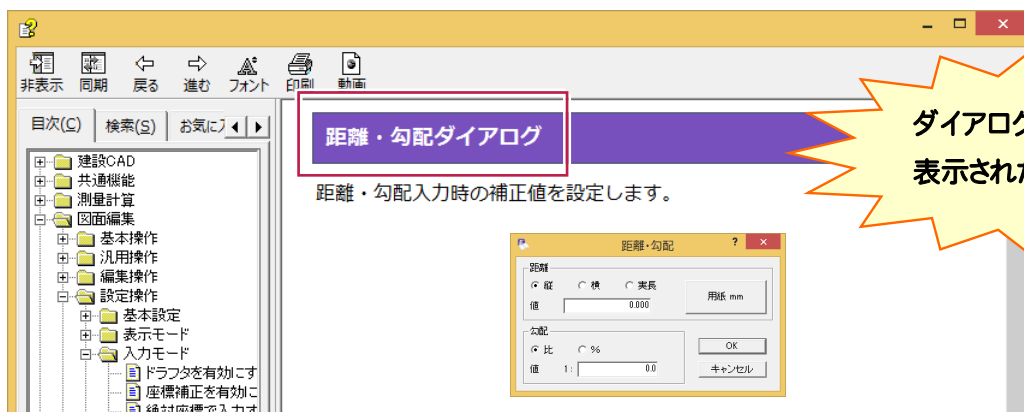 非表示 同期 戻る 進む フォント 印刷 動画
目次(C) 検索(S) お気に
建設CAD
共通機能
測量計算
図面編集
基本操作
汎用操作
編集操作
設定操作
基本設定
表示モード
入力モード
ドラフタを有効にす
座標補正を有効に
絶対座標で入力す
距離・勾配ダイアログ
距離・勾配入力時の補正値を設定します。
距離・勾配
距離
縦 横 実長
値 0.000
用紙 mm
勾配
比 %
値 1: 0.0
OK
キャンセル
ダイアログ
表示され